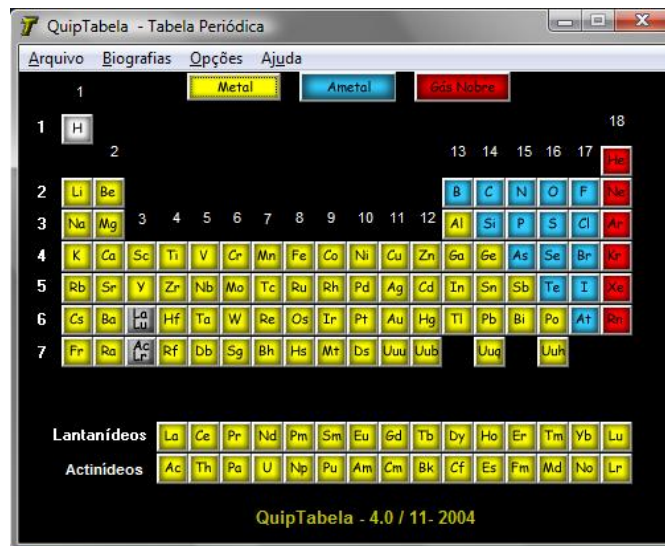 QuipTabela - Tabela Periódica
Arquivo Biografias Opções Ajuda
Metal Ametal Gás Nobre
1 18
1 H 2 13 14 15 16 17 He
2 Li Be B C N O F Ne
3 Na Mg 3 4 5 6 7 8 9 10 11 12 Al Si P S Cl Ar
4 K Ca Sc Ti V Cr Mn Fe Co Ni Cu Zn Ga Ge As Se Br Kr
5 Rb Sr Y Zr Nb Mo Tc Ru Rh Pd Ag Cd In Sn Sb Te I Xe
6 Cs Ba La Lu Hf Ta W Re Os Ir Pt Au Hg Tl Pb Bi Po At Rn
7 Fr Ra Ac Lr Rf Db Sg Bh Hs Mt Ds Uuu Uub Uuq Uuh
Lantanídeos La Ce Pr Nd Pm Sm Eu Gd Tb Dy Ho Er Tm Yb Lu
Actinídeos Ac Th Pa U Np Pu Am Cm Bk Cf Es Fm Md No Lr
QuipTabela - 4.0 / 11- 2004